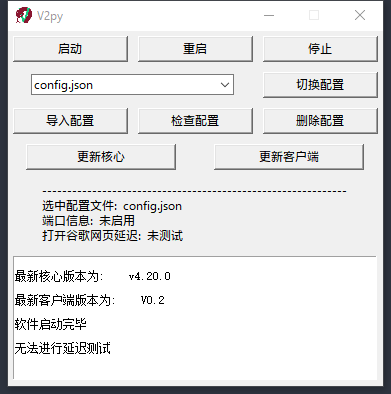 V2py
启动 重启 停止
config.json 切换配置
导入配置 检查配置 删除配置
更新核心 更新客户端
------------------------------------------------------------
选中配置文件: config.json
端口信息: 未启用
打开谷歌网页延迟: 未测试
最新核心版本为: v4.20.0
最新客户端版本为: V0.2
软件启动完毕
无法进行延迟测试